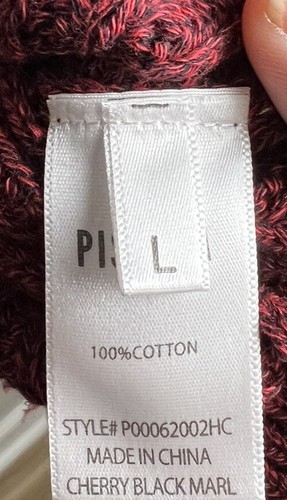 L
100%COTTON
STYLE# P00062002HC
MADE IN CHINA
CHERRY BLACK MARL